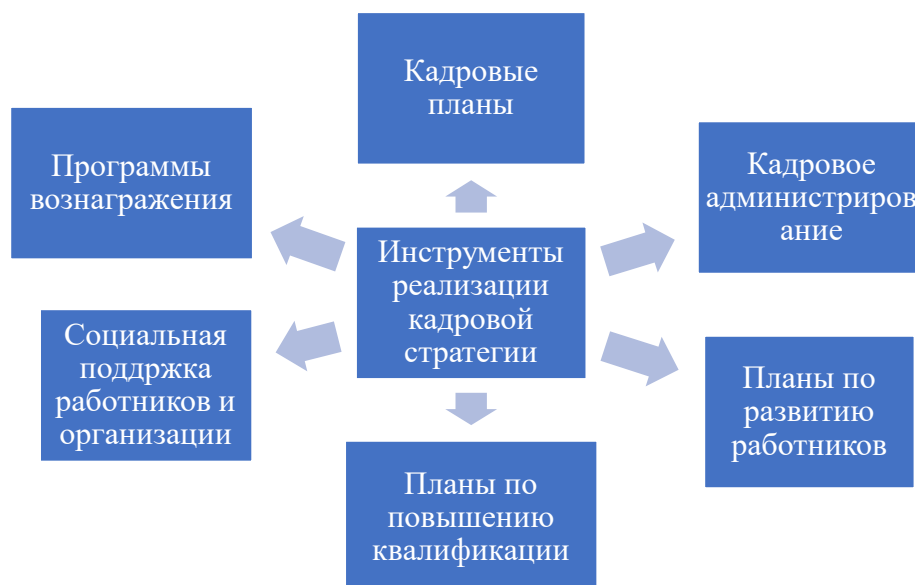 Кадровые
планы
Программы
вознагражения
Кадровое
администриров
ание
Инструменты
реализации
кадровой
стратегии
Социальная
поддржка
работников и
организации
Планы по
развитию
работников
Планы по
повышению
квалификации